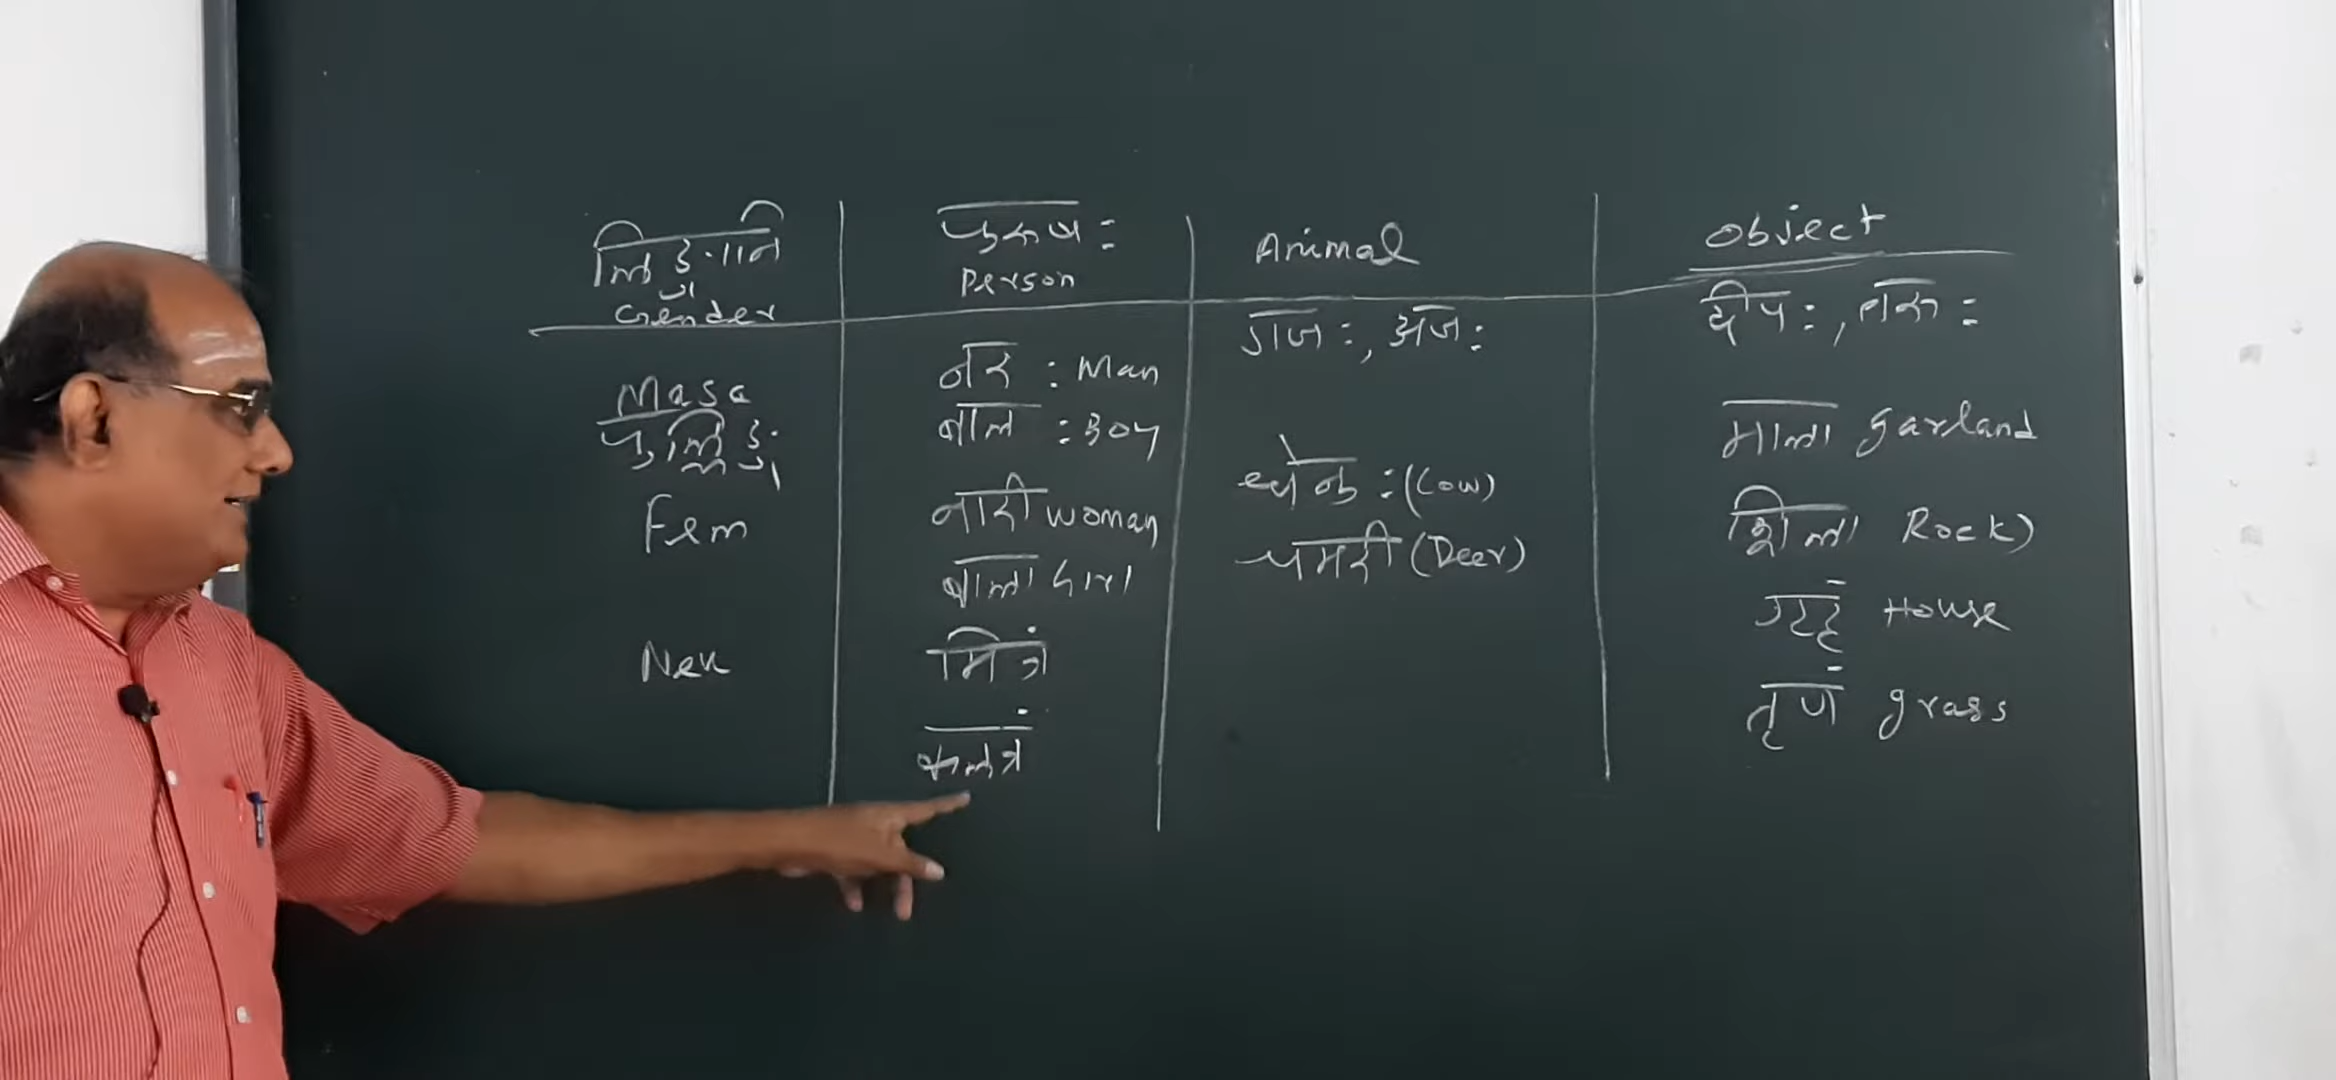 लिङ्गानि
Gender
पुरुषः
Person
Animal
Object
Masc
पुल्लिङ्ग
नरः Man
बालः Boy
गजः, अजः
दीपः, तरुः
Fem
नारी woman
बाला Girl
धेनुः (Cow)
चमरी (Deer)
माला garland
शिला Rock)
Neu
मित्रं
कलत्रं
गृहं House
तृणं grass